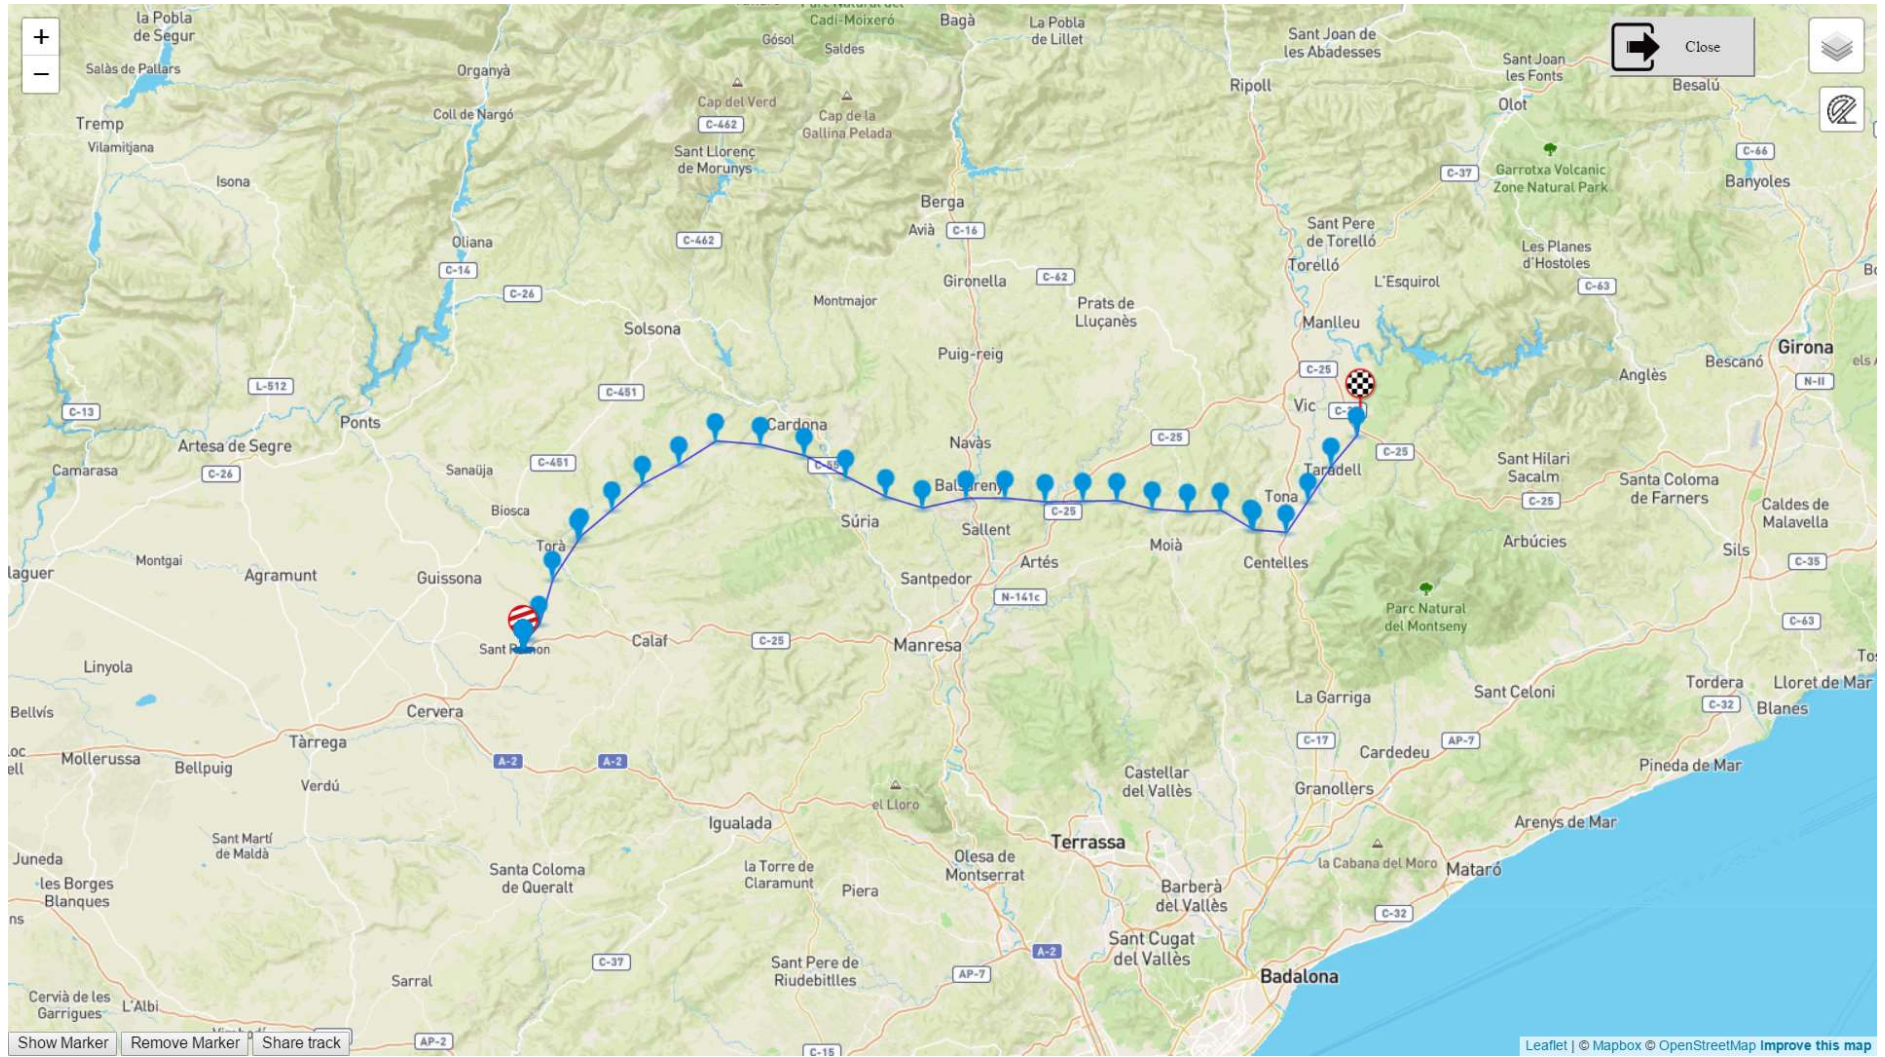 +
−
la Pobla
de Segur
Salàs de Pallars
Organyà
Cadí-Moixeró
Bagà
La Pobla
de Lillet
Gósol
Saldes
Sant Joan de
les Abadesses
Sant Joan
les Fonts
Close
Besalú
Ripoll
Olot
Tremp
Vilamitjana
Coll de Nargó
Cap del Verd
C-462
Cap de la
Gallina Pelada
Sant Llorenç
de Morunys
Isona
C-37
Garrotxa Volcanic
Zone Natural Park
C-66
Banyoles
Berga
Avià
C-16
Oliana
C-462
Sant Pere
de Torelló
Torelló
Les Planes
d'Hostoles
C-14
C-26
Gironella
C-62
L'Esquirol
C-63
Montmajor
Prats de
Lluçanès
Solsona
Manlleu
Puig-reig
Girona
Bescanó
els
Anglès
N-II
L-512
C-451
C-25
C-13
Ponts
Vic
Cardona
Artesa de Segre
Camarasa
C-26
Sanaüja
C-451
C-55
Navàs
C-25
C-25
Taradell
Sant Hilari
Sacalm
Santa Coloma
de Farners
Balsareny
Tona
C-25
Caldes de
Malavella
Biosca
C-25
Súria
Sallent
Torà
Moià
Arbúcies
Sils
Montgai
Artés
Centelles
C-35
laguer
Agramunt
Guissona
Santpedor
N-141c
Parc Natural
del Montseny
C-63
Sant Ramon
Calaf
C-25
Manresa
Linyola
Tordera
Lloret de Mar
Sant Celoni
C-32
Blanes
La Garriga
Bellvís
Cervera
Tàrrega
C-17
Cardedeu
AP-7
Mollerussa
Bellpuig
A-2
A-2
Pineda de Mar
Castellar
del Vallès
Verdú
Granollers
el Lloro
Igualada
Arenys de Mar
Sant Martí
de Maldà
Terrassa
Juneda
Santa Coloma
de Queralt
la Torre de
Claramunt
Olesa de
Montserrat
la Cabana del Moro
Mataró
les Borges
Blanques
Piera
Barberà
del Vallès
C-32
Sant Cugat
del Vallès
A-2
C-37
Sant Pere de
Riudebitlles
AP-7
Badalona
Sarral
Cervià de les
Garrigues
L'Albi
Show Marker
Remove Marker
Share track
AP-2
C-15
Leaflet | © Mapbox © OpenStreetMap Improve this map